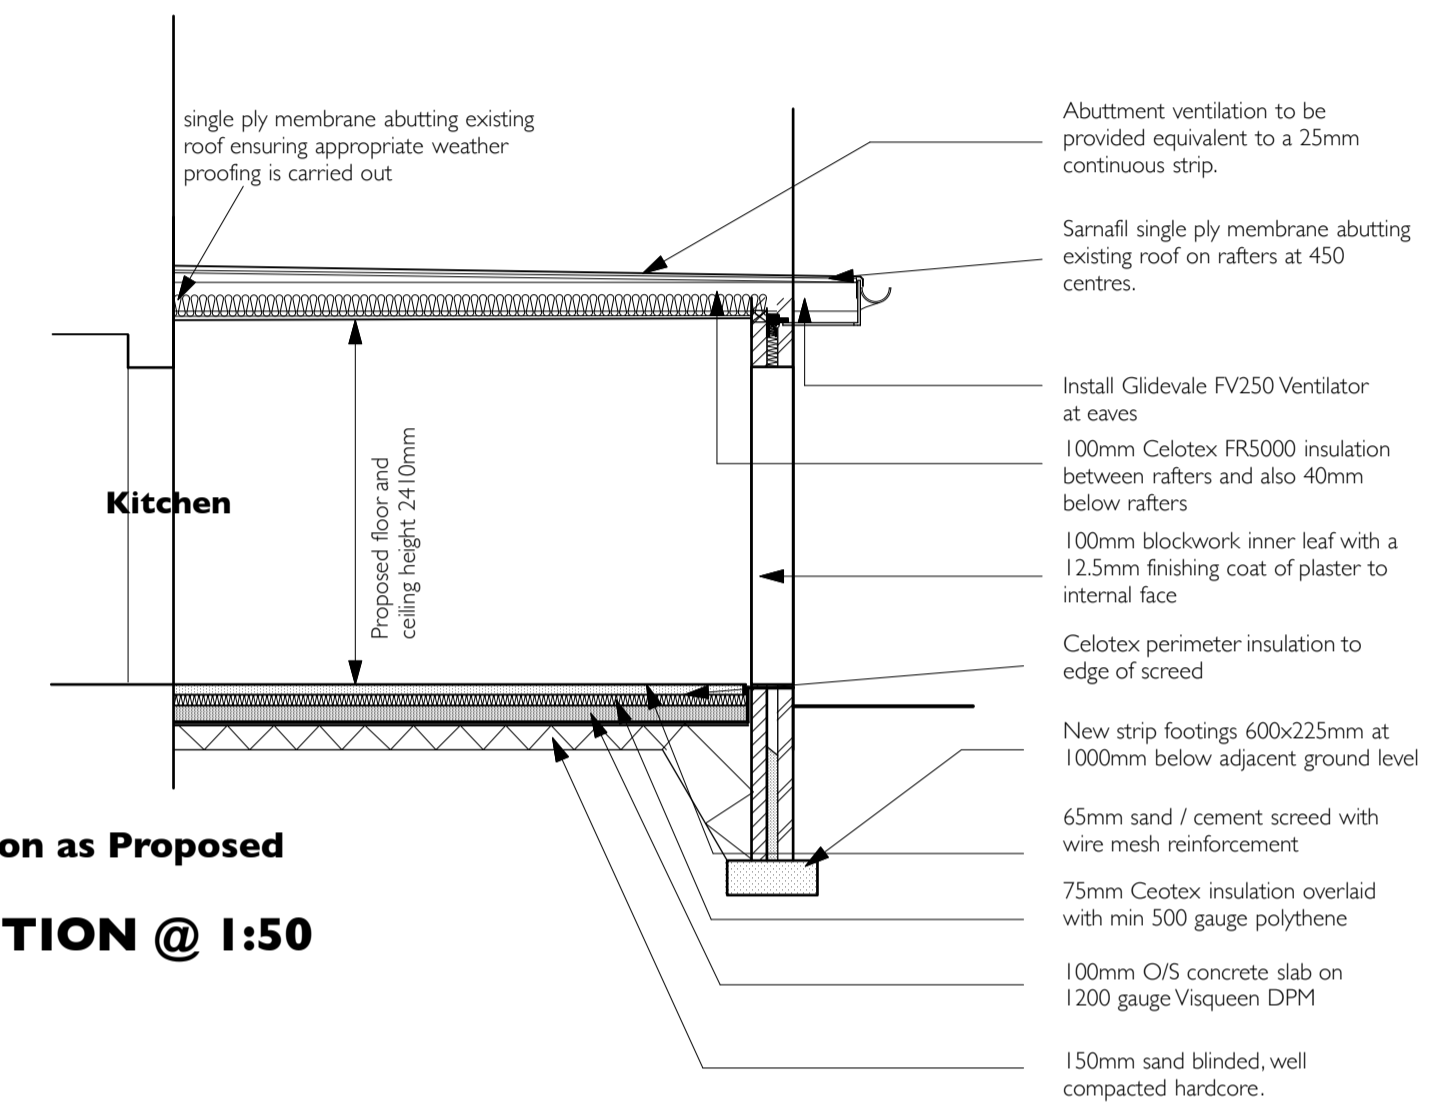 single ply membrane abutting existing
roof ensuring appropriate weather
proofing is carried out
Abuttment ventilation to be
provided equivalent to a 25mm
continuous strip.
Sarnafil single ply membrane abutting
existing roof on rafters at 450
centres.
Install Glidevale FV250 Ventilator
at eaves
100mm Celotex FR5000 insulation
between rafters and also 40mm
below rafters
Kitchen
Proposed floor and
ceiling height 2410mm
100mm blockwork inner leaf with a
12.5mm finishing coat of plaster to
internal face
Celotex perimeter insulation to
edge of screed
New strip footings 600x225mm at
1000mm below adjacent ground level
65mm sand / cement screed with
wire mesh reinforcement
75mm Ceotex insulation overlaid
with min 500 gauge polythene
100mm O/S concrete slab on
1200 gauge Visqueen DPM
150mm sand blinded, well
compacted hardcore.
on as Proposed
TION @ 1:50